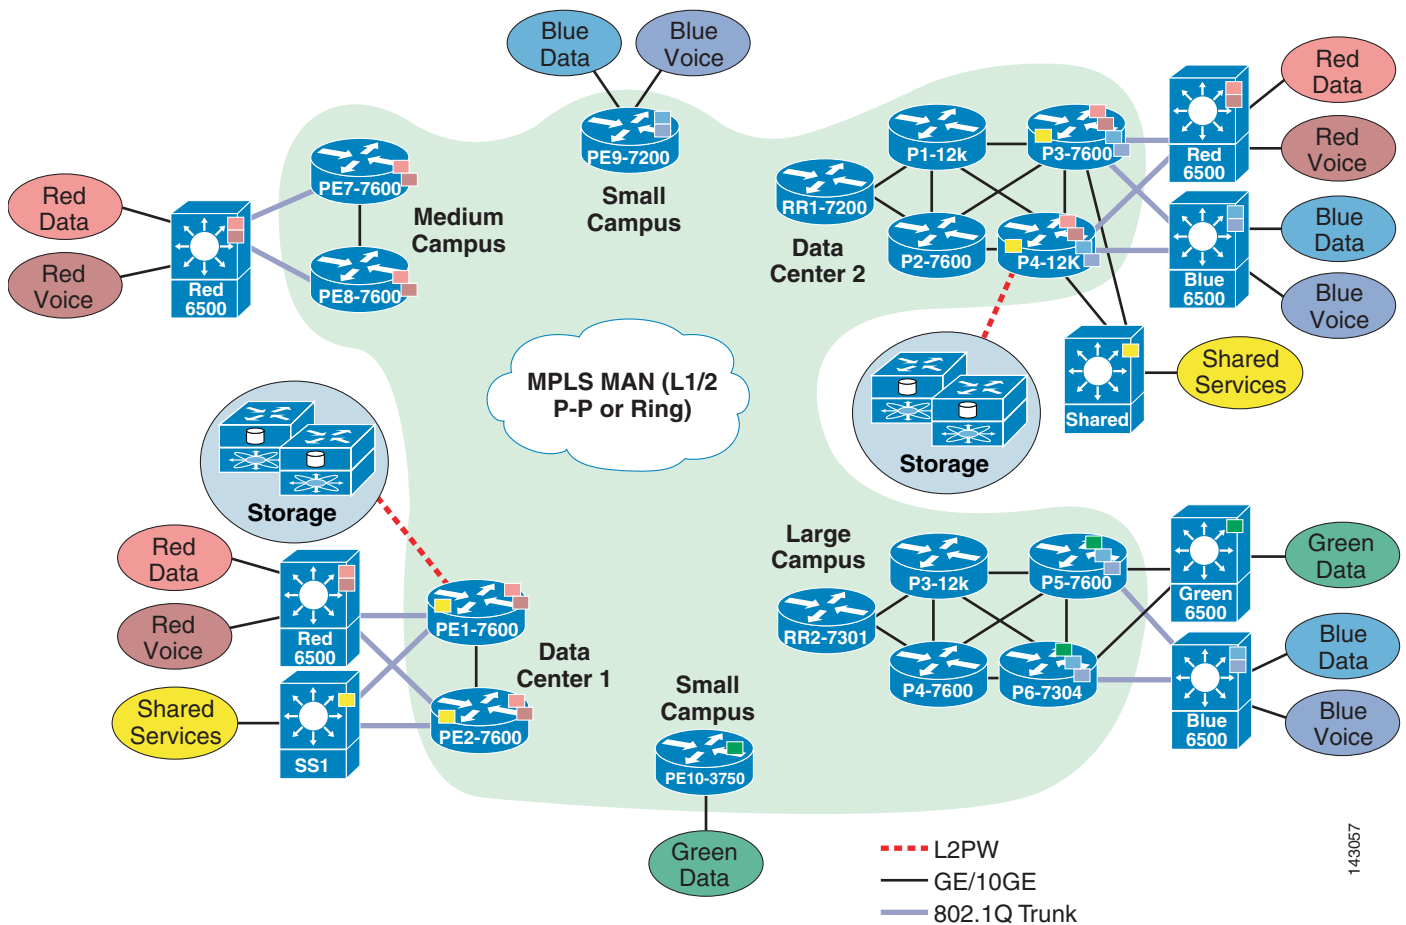 Blue
Data
Blue
Voice
PE9-7200
Small
Campus
Red
Data
Red
Voice
Red
6500
PE7-7600
PE8-7600
Medium
Campus
P1-12k
P3-7600
RR1-7200
P2-7600
P4-12K
Data
Center 2
Red
6500
Red
Data
Red
Voice
Blue
6500
Blue
Data
Blue
Voice
Shared
Shared
Services
Storage
MPLS MAN (L1/2
P-P or Ring)
Storage
Red
Data
Red
Voice
Red
6500
Shared
Services
SS1
PE1-7600
PE2-7600
Data
Center 1
Small
Campus
PE10-3750
Green
Data
Large
Campus
P3-12k
P5-7600
RR2-7301
P4-7600
P6-7304
Green
6500
Green
Data
Blue
6500
Blue
Data
Blue
Voice
L2PW
GE/10GE
802.1Q Trunk
143057